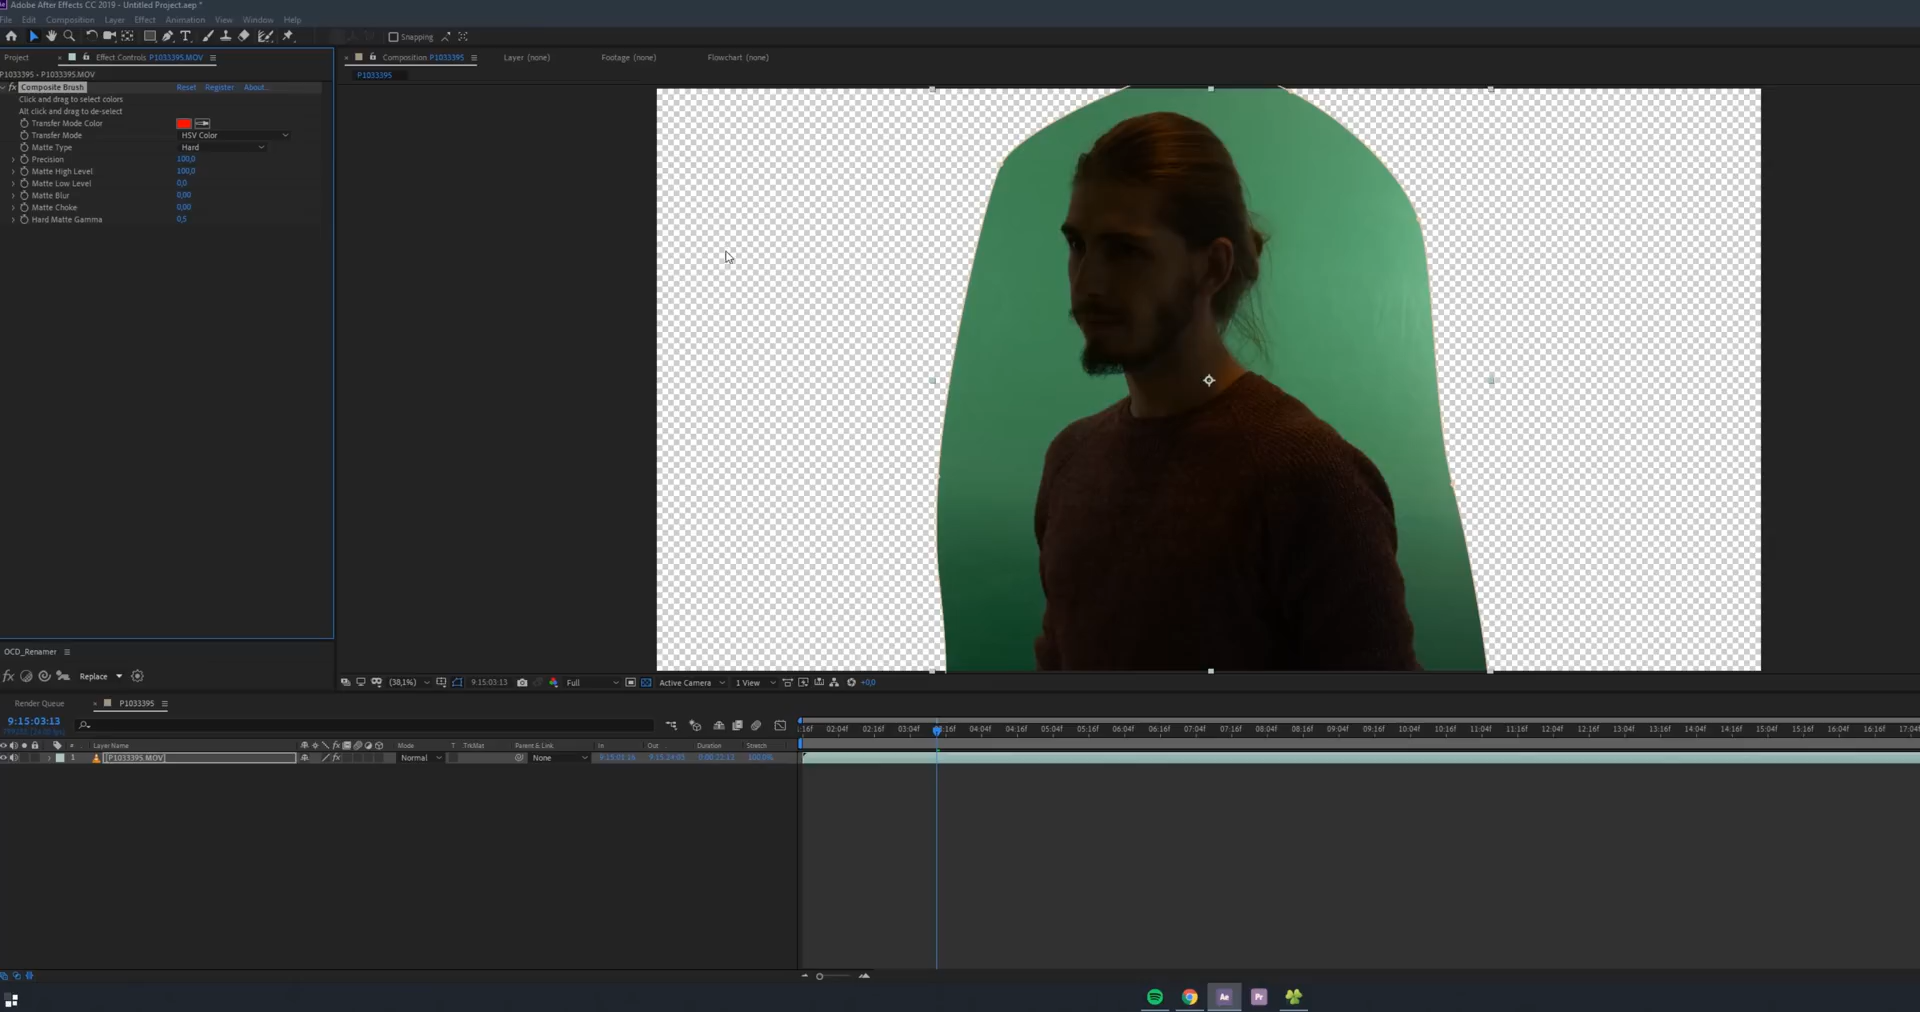 Adobe After Effects CC 2019 - Untitled Project.aep *
File Edit Composition Layer Effect Animation View Window Help
Snapping
Project Effect Controls P1033395.MOV Composition P1033395 Layer (none) Footage (none) Flowchart (none)
P1033395 - P1033395.MOV P1033395
fx Composite Brush Reset Register About...
Click and drag to select colors
Alt click and drag to de-select
Transfer Mode Color
Transfer Mode HSV Color
Matte Type Hard
Precision 100,0
Matte High Level 100,0
Matte Low Level 0,0
Matte Blur 0,00
Matte Choke 0,00
Hard Matte Gamma 0,5
OCD_Renamer
Replace (38,1%) 9:15:03:13 Full Active Camera 1 View +0,0
Render Queue P1033395
9:15:03:13
:16f 02:04f 02:16f 03:04f 04:04f 04:16f 05:04f 05:16f 06:04f 06:16f 07:04f 07:16f 08:04f 08:16f 09:04f 09:16f 10:04f 10:16f 11:04f 11:16f 12:04f 12:16f 13:04f 13:16f 14:04f 14:16f 15:04f 15:16f 16:04f 16:16f 17:04f
# Layer Name Mode T TrkMat Parent & Link In Out Duration Stretch
1 [P1033395.MOV] Normal None 100,0%
Ae Pr